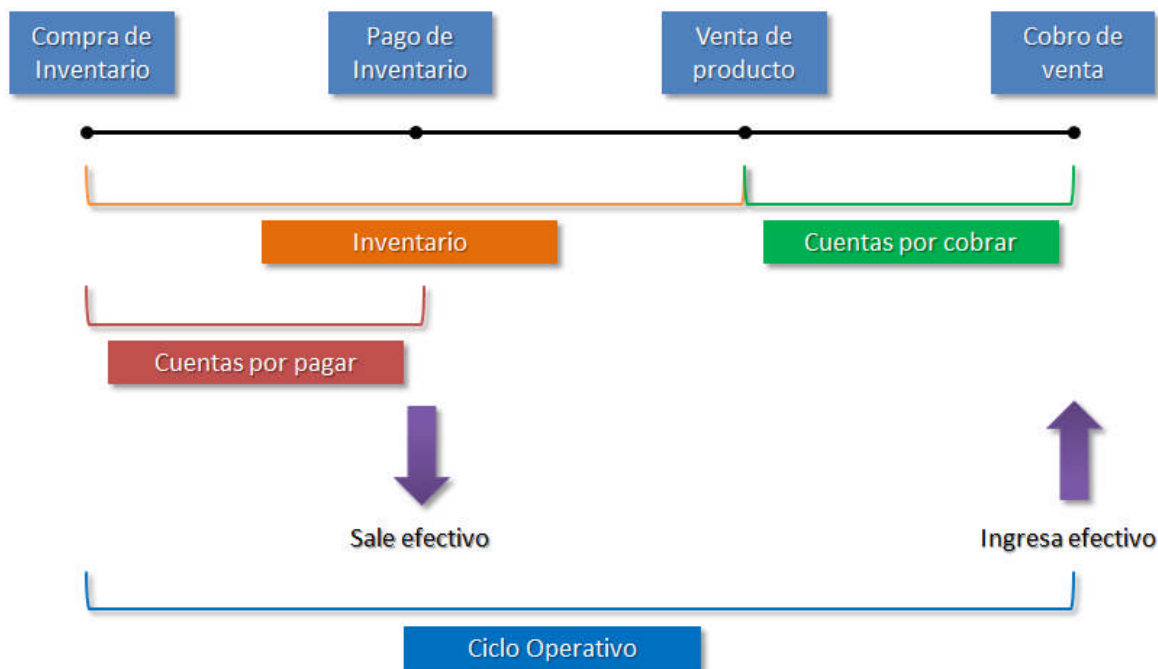 Compra de
Inventario
Pago de
Inventario
Venta de
producto
Cobro de
venta
Inventario
Cuentas por cobrar
Cuentas por pagar
Sale efectivo
Ingresa efectivo
Ciclo Operativo